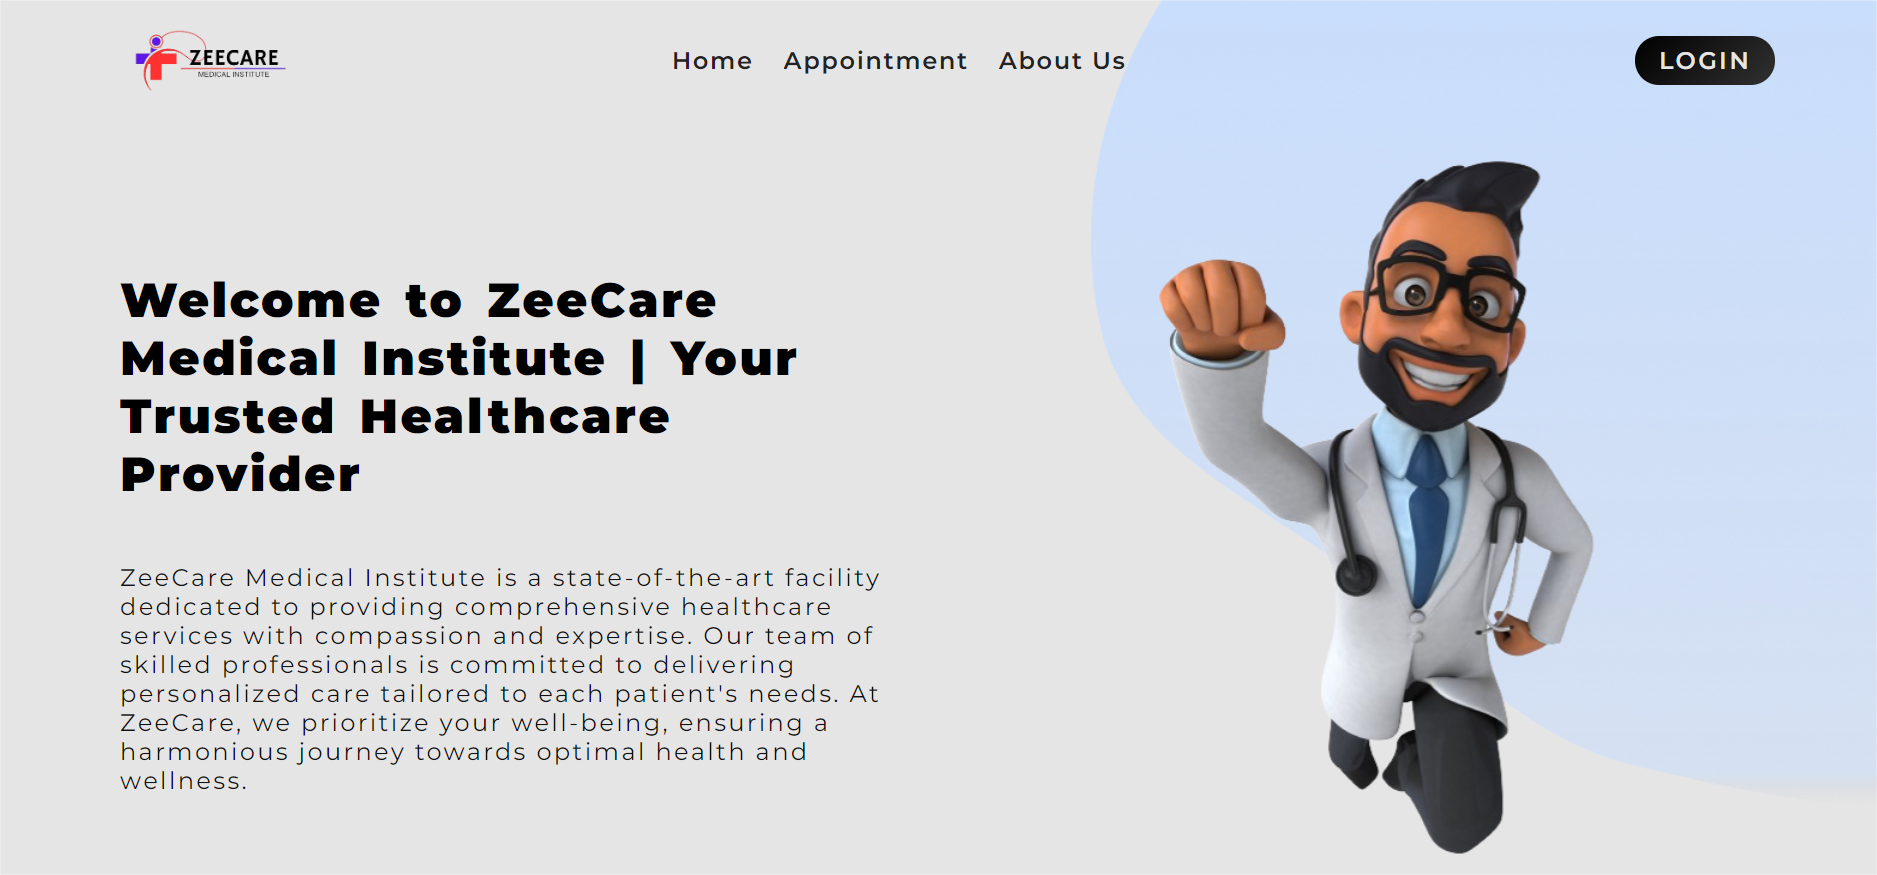 ZEECARE
MEDICAL INSTITUTE
Home Appointment About Us
LOGIN
Welcome to ZeeCare
Medical Institute | Your
Trusted Healthcare
Provider
ZeeCare Medical Institute is a state-of-the-art facility
dedicated to providing comprehensive healthcare
services with compassion and expertise. Our team of
skilled professionals is committed to delivering
personalized care tailored to each patient's needs. At
ZeeCare, we prioritize your well-being, ensuring a
harmonious journey towards optimal health and
wellness.